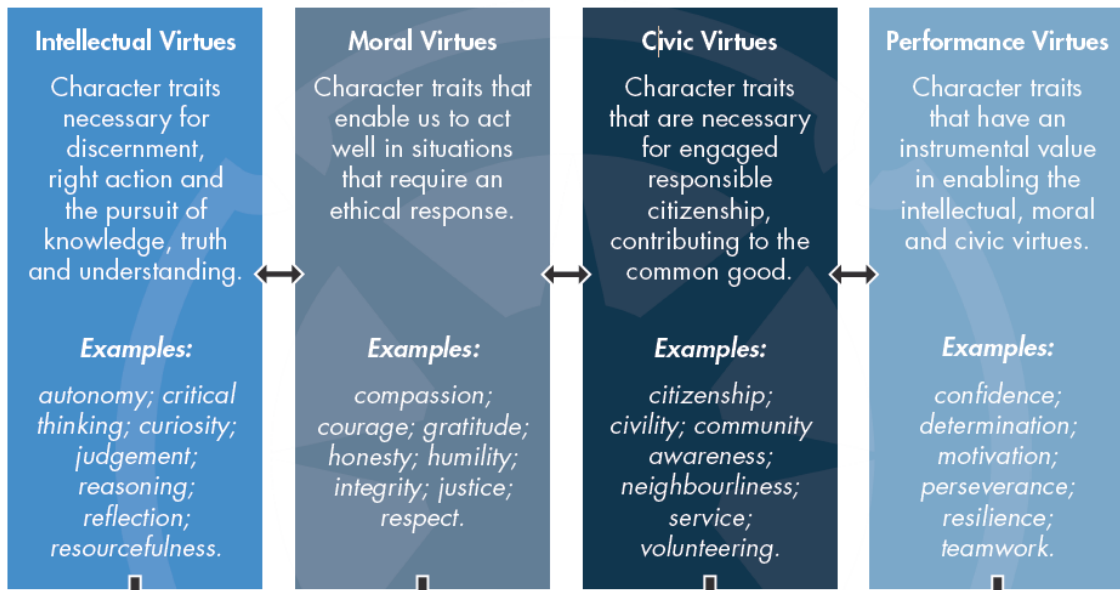 Intellectual Virtues
Character traits
necessary for
discernment,
right action and
the pursuit of
knowledge, truth
and understanding.
Examples:
autonomy; critical
thinking; curiosity;
judgement;
reasoning;
reflection;
resourcefulness.
Moral Virtues
Character traits that
enable us to act
well in situations
that require an
ethical response.
Examples:
compassion;
courage; gratitude;
honesty; humility;
integrity; justice;
respect.
Civic Virtues
Character traits
that are necessary
for engaged
responsible
citizenship,
contributing to the
common good.
Examples:
citizenship;
civility; community
awareness;
neighbourliness;
service;
volunteering.
Performance Virtues
Character traits
that have an
instrumental value
in enabling the
intellectual, moral
and civic virtues.
Examples:
confidence;
determination;
motivation;
perseverance;
resilience;
teamwork.